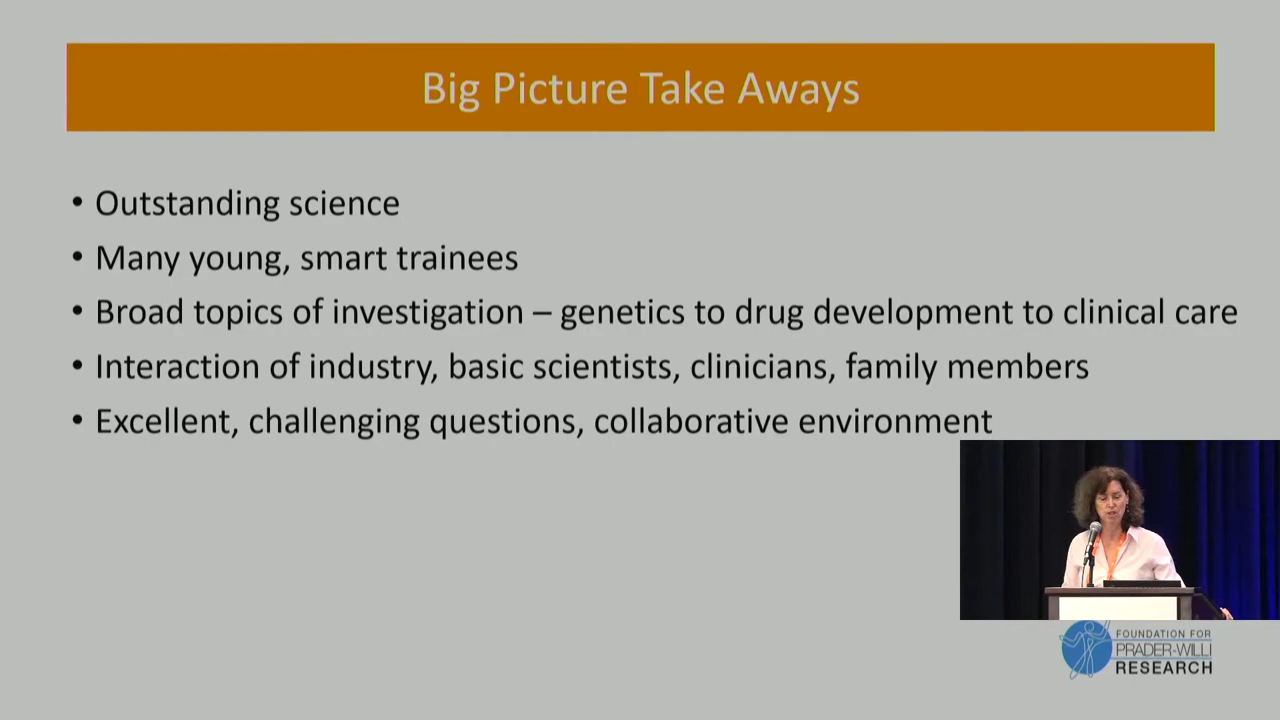 Big Picture Take Aways
• Outstanding science
• Many young, smart trainees
• Broad topics of investigation – genetics to drug development to clinical care
• Interaction of industry, basic scientists, clinicians, family members
• Excellent, challenging questions, collaborative environment
FOUNDATION FOR
PRADER-WILLI
RESEARCH